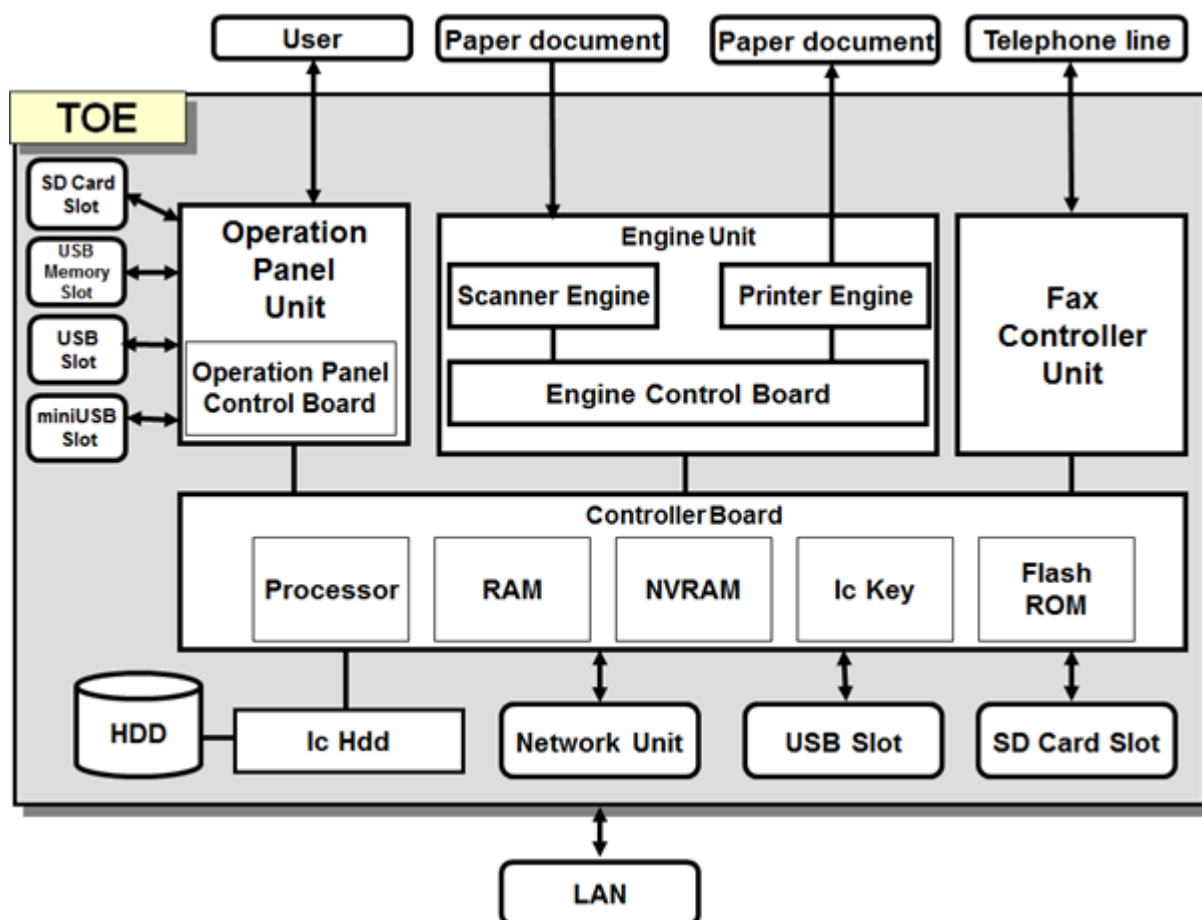 User
Paper document
Paper document
Telephone line
TOE
SD Card
Slot
USB
Memory
Slot
USB
Slot
miniUSB
Slot
Operation
Panel
Unit
Operation Panel
Control Board
Engine Unit
Scanner Engine
Printer Engine
Engine Control Board
Fax
Controller
Unit
Controller Board
Processor
RAM
NVRAM
Ic Key
Flash
ROM
HDD
Ic Hdd
Network Unit
USB Slot
SD Card Slot
LAN